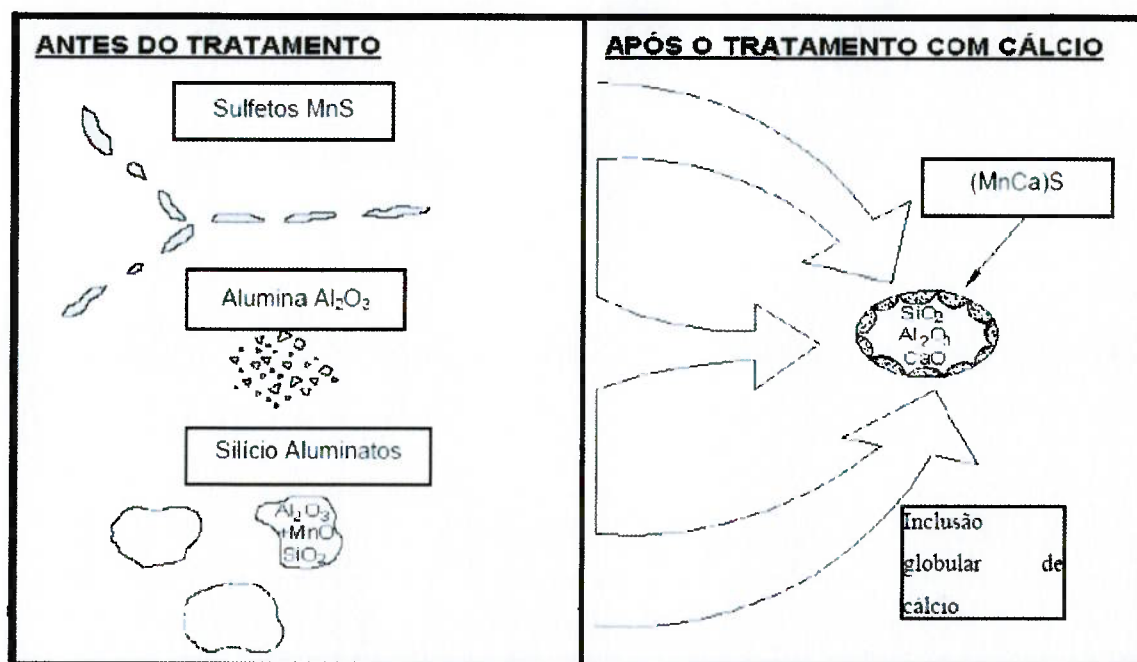 ANTES DO TRATAMENTO
Sulfetos MnS
Alumina Al₂O₃
Silício Aluminatos
Al₂O₃
+MnO
SiO₂
APÓS O TRATAMENTO COM CÁLCIO
(MnCa)S
SiO₂
Al₂O₃
CaO
Inclusão
globular de
cálcio